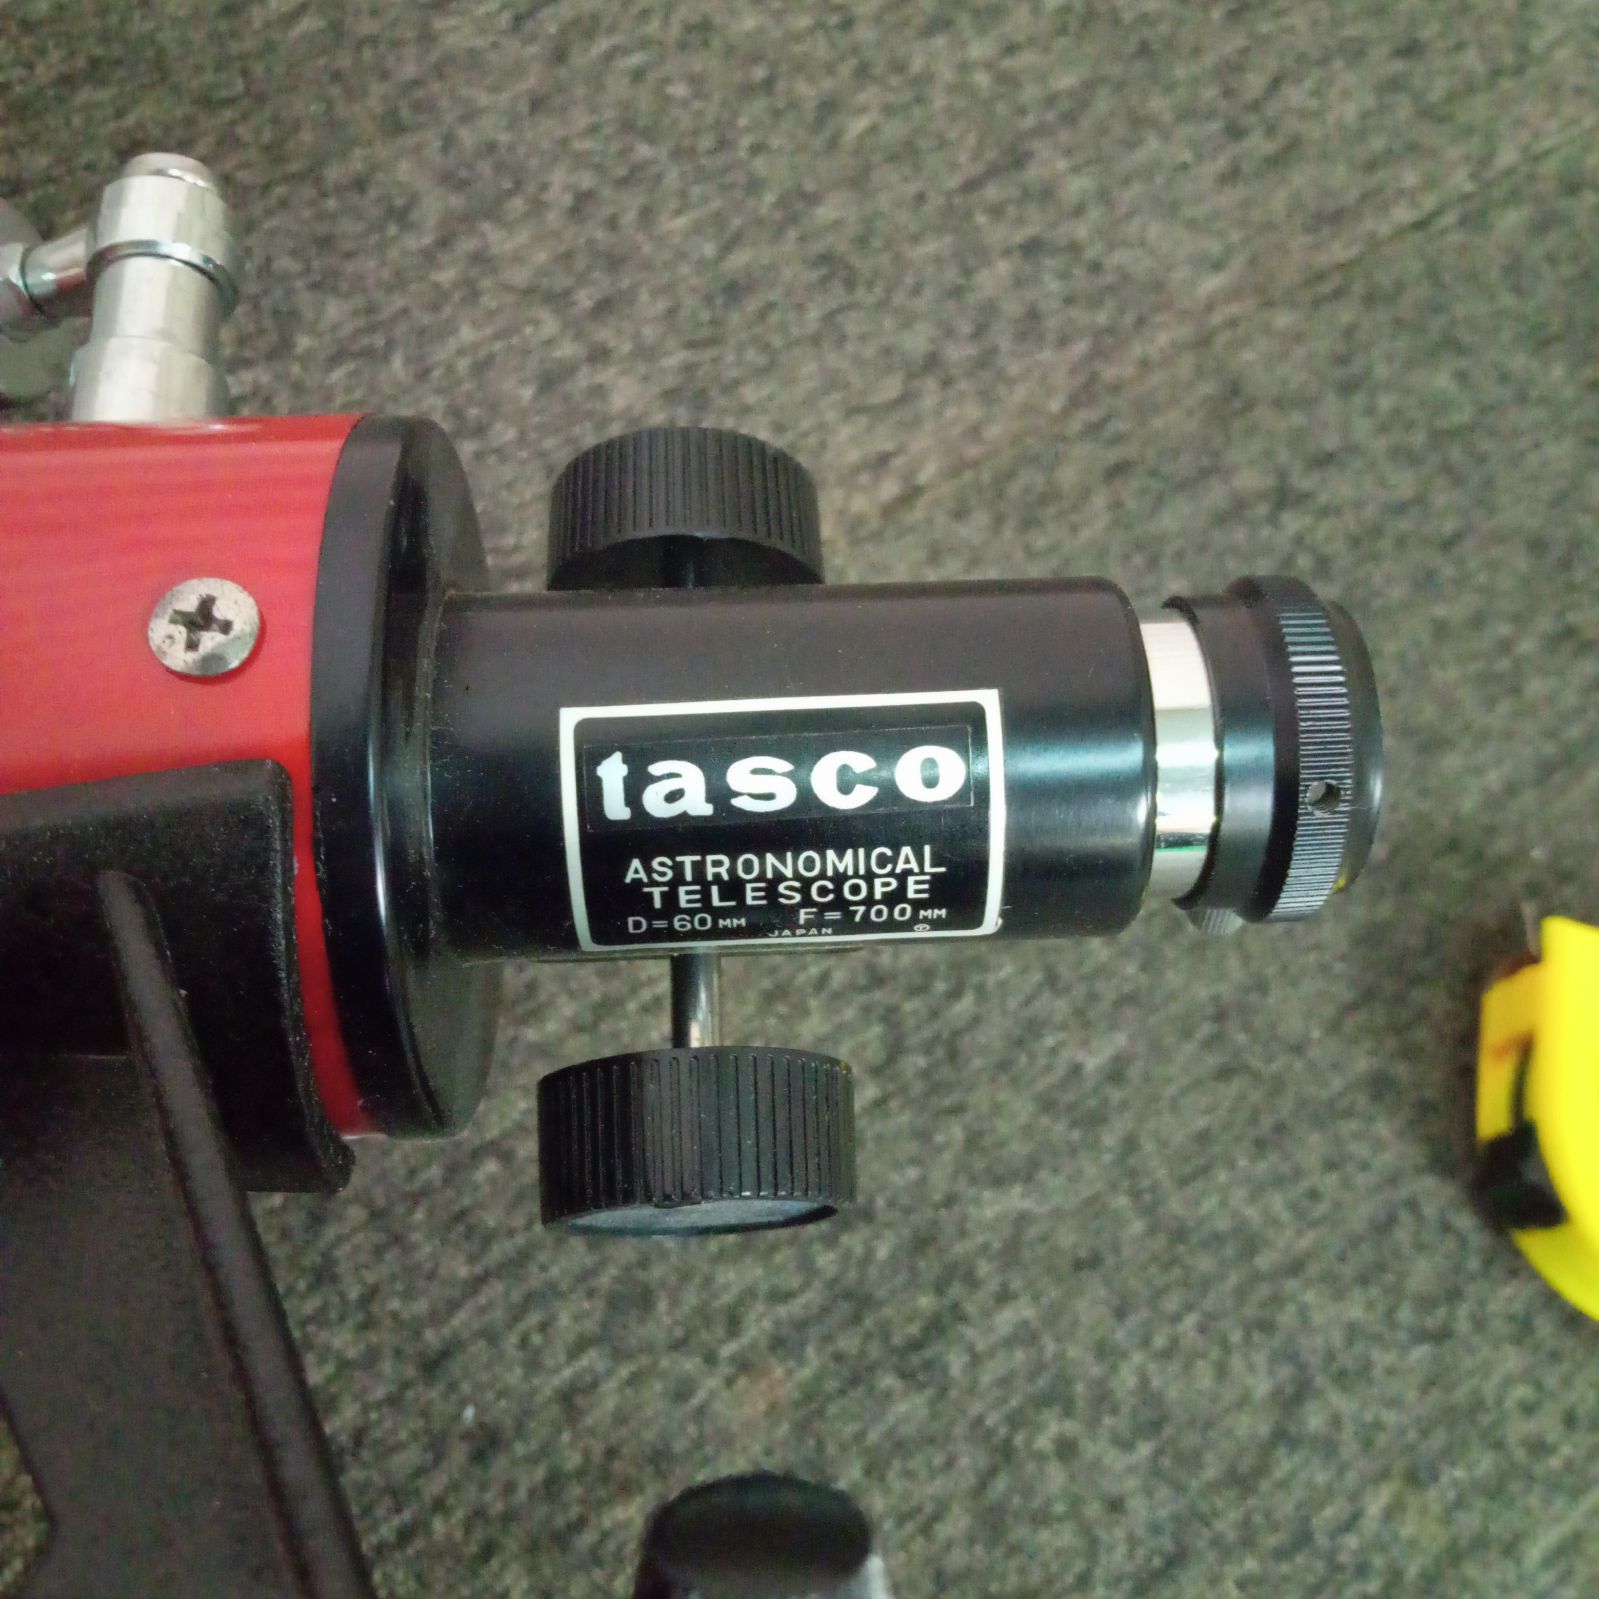 tasco
ASTRONOMICAL
TELESCOPE
D=60MM F=700MM
JAPAN